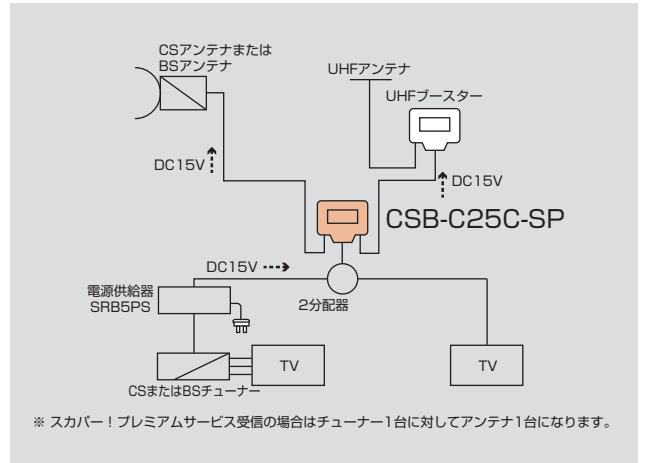 CSアンテナまたは
BSアンテナ
UHFアンテナ
UHFブースター
DC15V
DC15V
CSB-C25C-SP
DC15V
電源供給器
SRB5PS
2分配器
TV
TV
CSまたはBSチューナー
※ スカパー！プレミアムサービス受信の場合はチューナー1台に対してアンテナ1台になります。